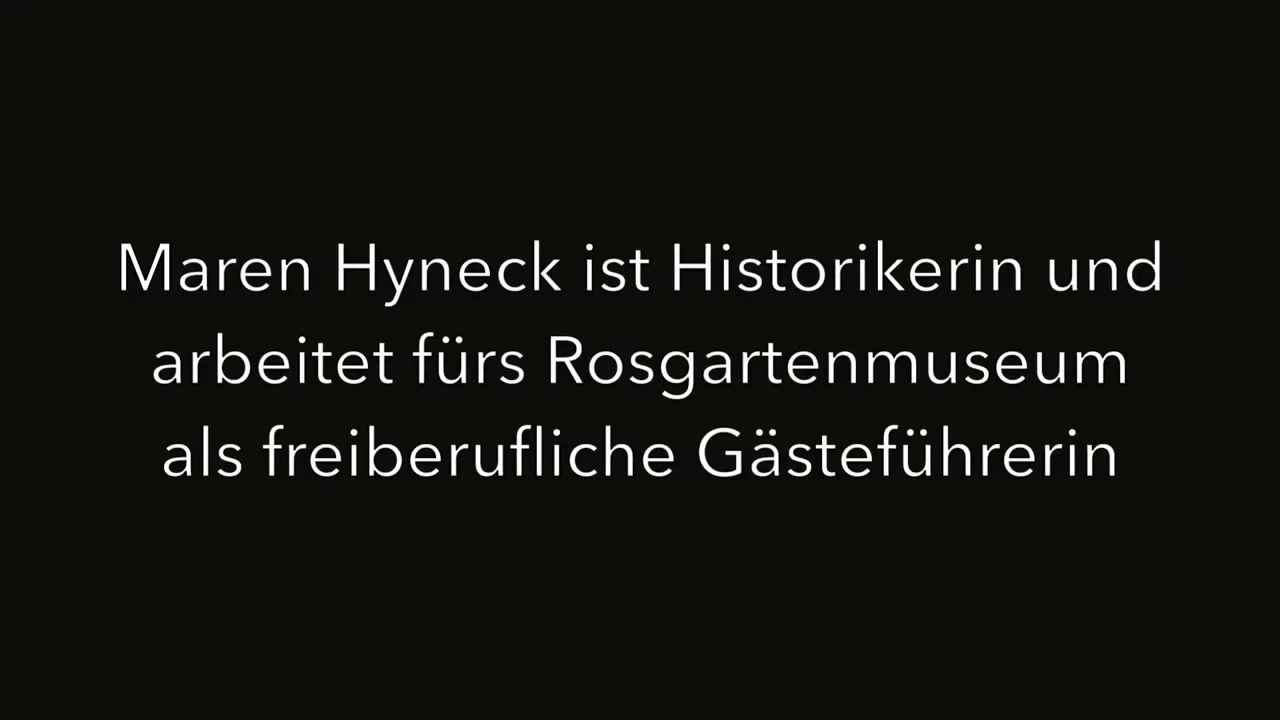 Maren Hyneck ist Historikerin und
arbeitet fürs Rosgartenmuseum
als freiberufliche Gästeführerin